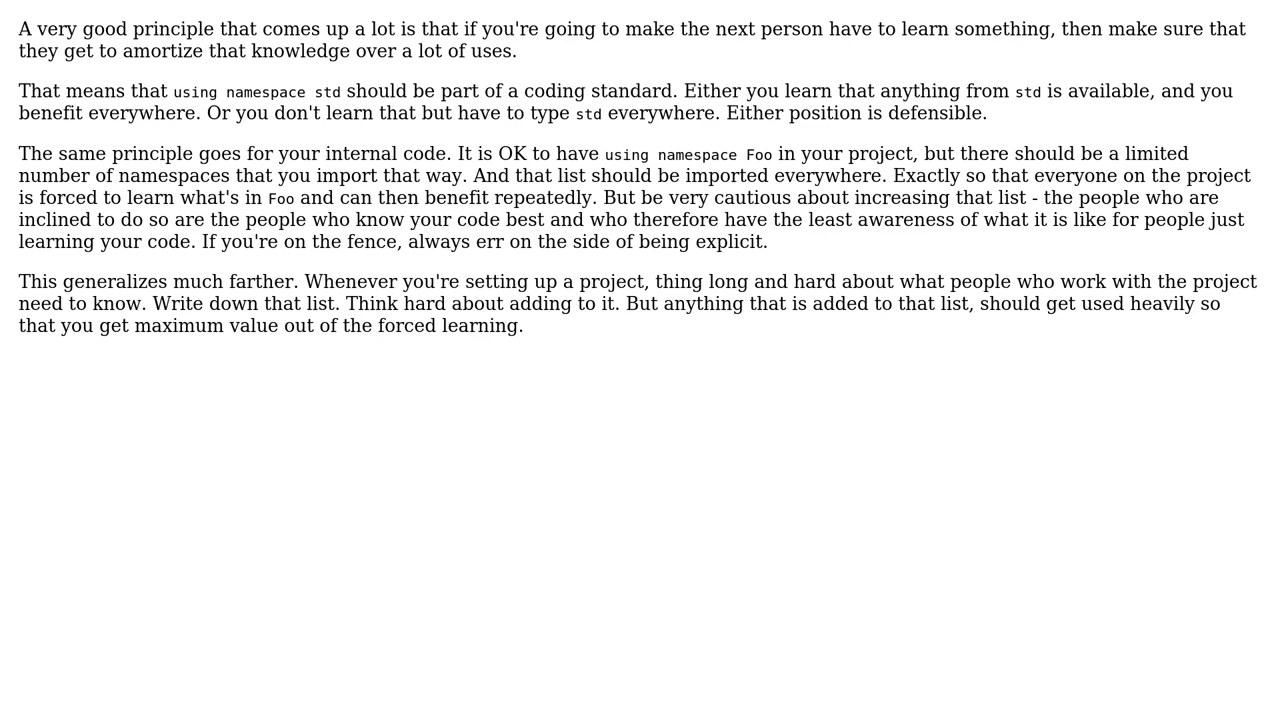 A very good principle that comes up a lot is that if you're going to make the next person have to learn something, then make sure that
they get to amortize that knowledge over a lot of uses.
That means that using namespace std should be part of a coding standard. Either you learn that anything from std is available, and you
benefit everywhere. Or you don't learn that but have to type std everywhere. Either position is defensible.
The same principle goes for your internal code. It is OK to have using namespace Foo in your project, but there should be a limited
number of namespaces that you import that way. And that list should be imported everywhere. Exactly so that everyone on the project
is forced to learn what's in Foo and can then benefit repeatedly. But be very cautious about increasing that list - the people who are
inclined to do so are the people who know your code best and who therefore have the least awareness of what it is like for people just
learning your code. If you're on the fence, always err on the side of being explicit.
This generalizes much farther. Whenever you're setting up a project, thing long and hard about what people who work with the project
need to know. Write down that list. Think hard about adding to it. But anything that is added to that list, should get used heavily so
that you get maximum value out of the forced learning.